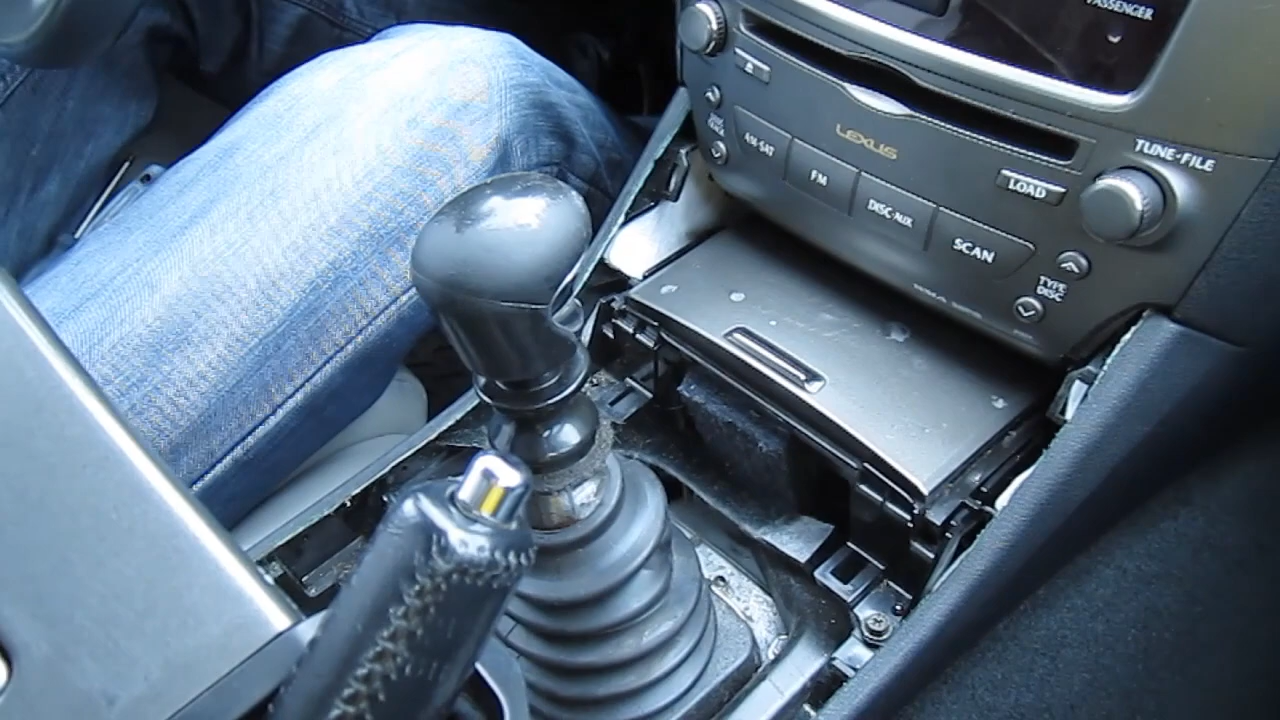 PASSENGER
TUNE·FILE
LEXUS
LOAD
AM·SAT
FM
DISC·AUX
SCAN
TYPE
DISC